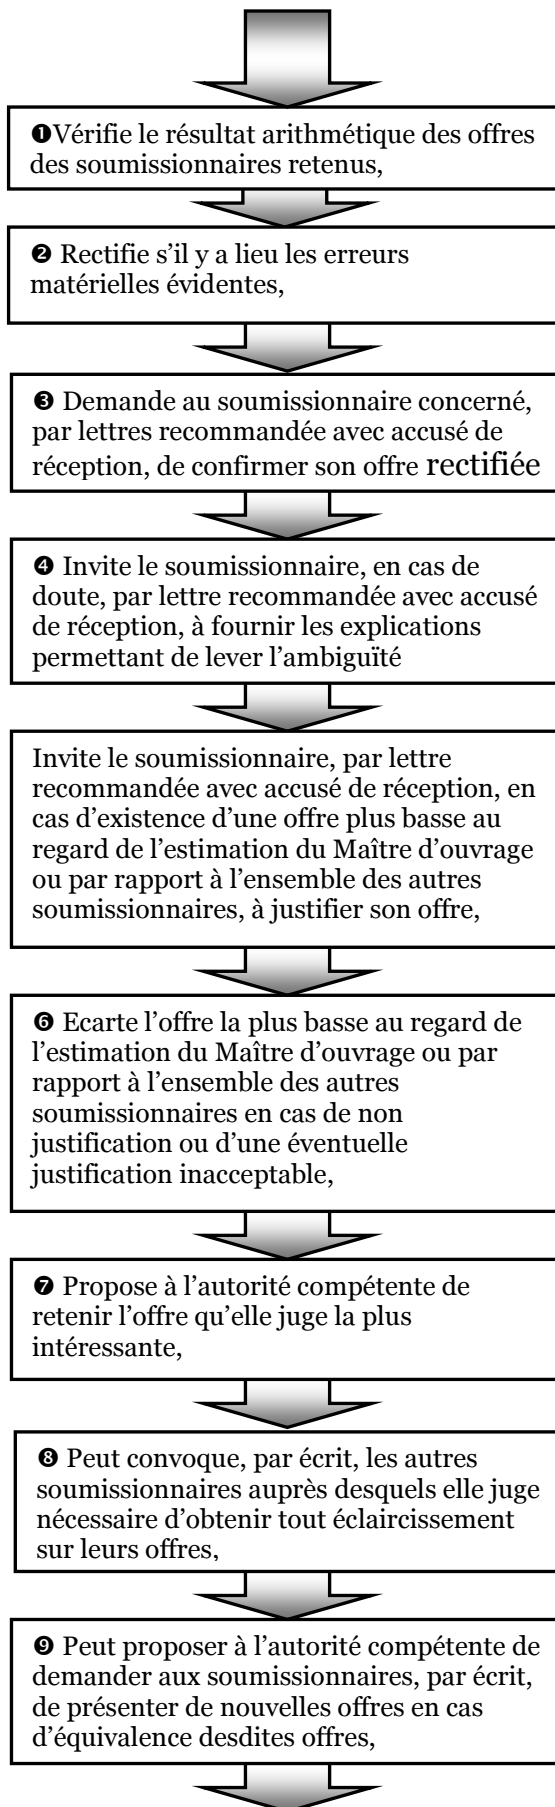 ❶Vérifie le résultat arithmétique des offres
des soumissionnaires retenus,
❷ Rectifie s’il y a lieu les erreurs
matérielles évidentes,
❸ Demande au soumissionnaire concerné,
par lettres recommandée avec accusé de
réception, de confirmer son offre rectifiée
❹ Invite le soumissionnaire, en cas de
doute, par lettre recommandée avec accusé
de réception, à fournir les explications
permettant de lever l’ambiguïté
Invite le soumissionnaire, par lettre
recommandée avec accusé de réception, en
cas d’existence d’une offre plus basse au
regard de l’estimation du Maître d’ouvrage
ou par rapport à l’ensemble des autres
soumissionnaires, à justifier son offre,
❻ Ecarte l’offre la plus basse au regard de
l’estimation du Maître d’ouvrage ou par
rapport à l’ensemble des autres
soumissionnaires en cas de non
justification ou d’une éventuelle
justification inacceptable,
❼ Propose à l’autorité compétente de
retenir l’offre qu’elle juge la plus
intéressante,
❽ Peut convoque, par écrit, les autres
soumissionnaires auprès desquels elle juge
nécessaire d’obtenir tout éclaircissement
sur leurs offres,
❾ Peut proposer à l’autorité compétente de
demander aux soumissionnaires, par écrit,
de présenter de nouvelles offres en cas
d’équivalence desdites offres,